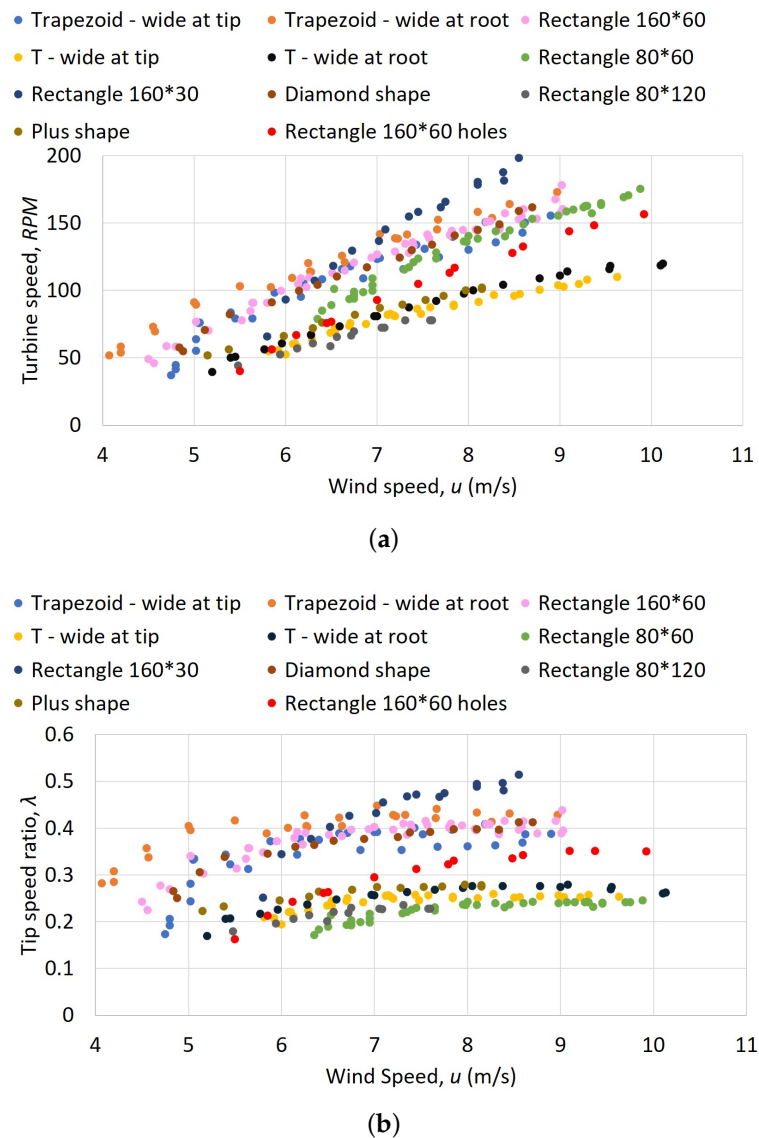 Trapezoid - wide at tip Trapezoid - wide at root Rectangle 160*60
T - wide at tip T - wide at root Rectangle 80*60
Rectangle 160*30 Diamond shape Rectangle 80*120
Plus shape Rectangle 160*60 holes
200
150
100
50
0
Turbine speed, RPM
4 5 6 7 8 9 10 11
Wind speed, u (m/s)
(a)
Trapezoid - wide at tip Trapezoid - wide at root Rectangle 160*60
T - wide at tip T - wide at root Rectangle 80*60
Rectangle 160*30 Diamond shape Rectangle 80*120
Plus shape Rectangle 160*60 holes
0.6
0.5
0.4
0.3
0.2
0.1
0
Tip speed ratio, λ
4 5 6 7 8 9 10 11
Wind Speed, u (m/s)
(b)